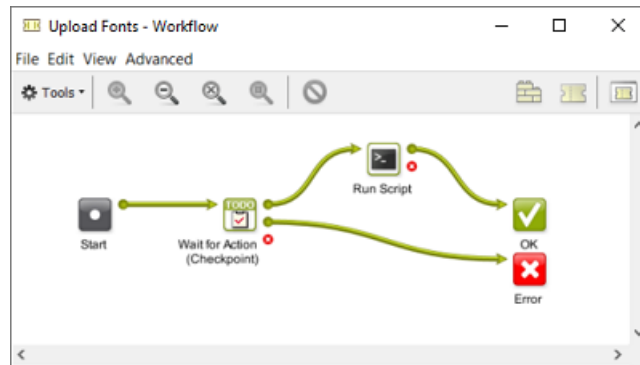 Upload Fonts - Workflow
File Edit View Advanced
Tools
Run Script
TODO
Start
Wait for Action
(Checkpoint)
OK
Error